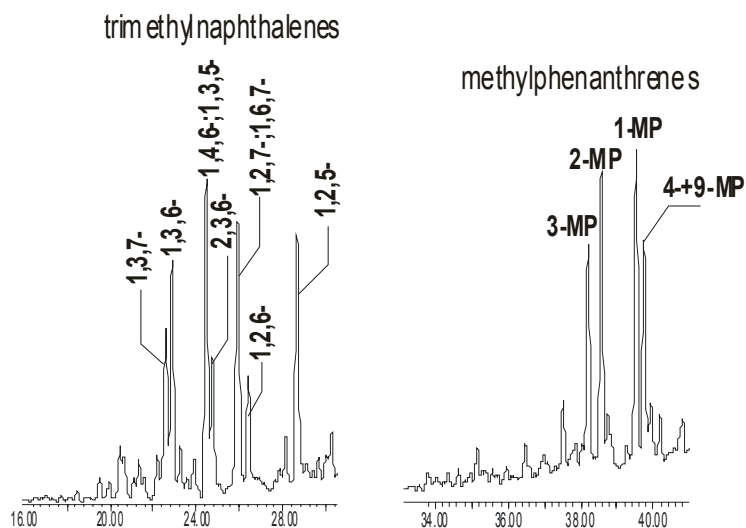 trimethylnaphthalenes
1,3,7-
1,3,6-
1,4,6-;1,3,5-
2,3,6-
1,2,7-;1,6,7-
1,2,6-
1,2,5-
16.00 20.00 24.00 28.00
methylphenanthrenes
3-MP
2-MP
1-MP
4-+9-MP
34.00 36.00 38.00 40.00